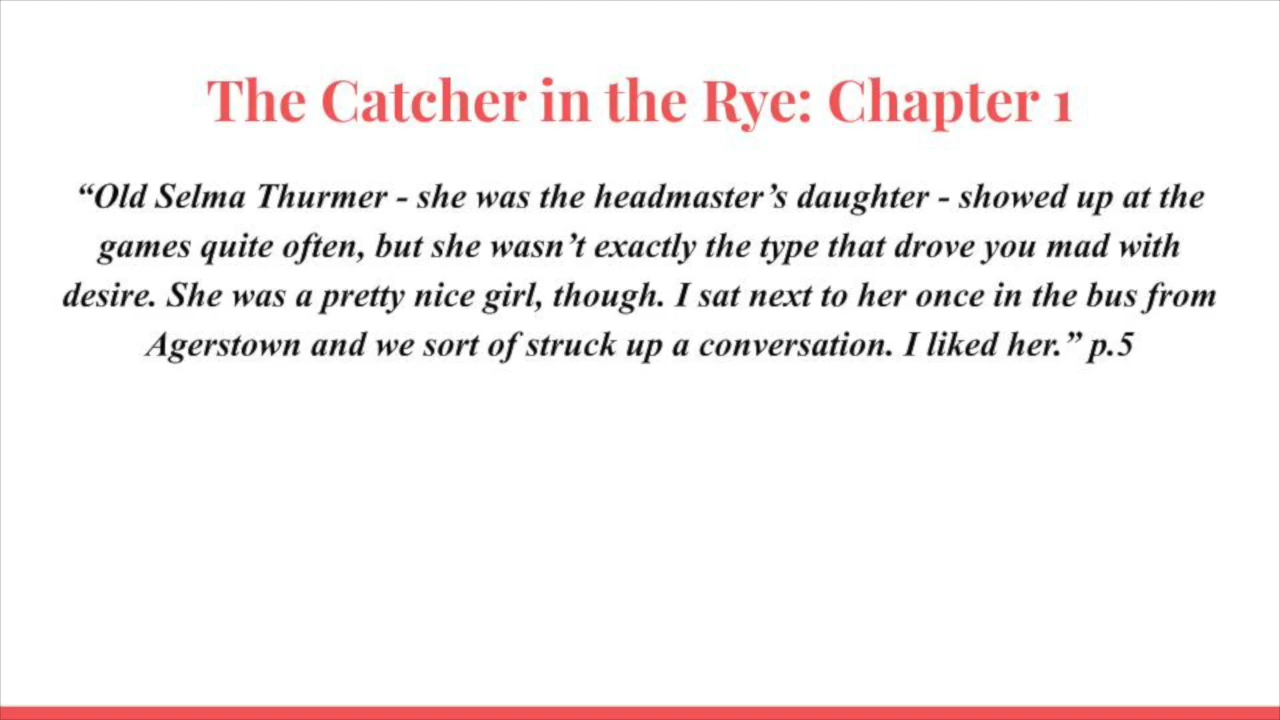 The Catcher in the Rye: Chapter 1
“Old Selma Thurmer - she was the headmaster’s daughter - showed up at the
games quite often, but she wasn’t exactly the type that drove you mad with
desire. She was a pretty nice girl, though. I sat next to her once in the bus from
Agerstown and we sort of struck up a conversation. I liked her.” p.5